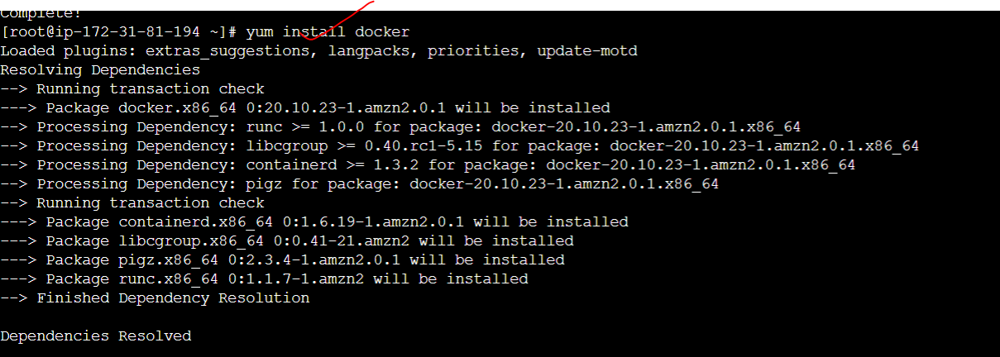 Complete!
[root@ip-172-31-81-194 ~]# yum install docker
Loaded plugins: extras_suggestions, langpacks, priorities, update-motd
Resolving Dependencies
--> Running transaction check
---> Package docker.x86_64 0:20.10.23-1.amzn2.0.1 will be installed
--> Processing Dependency: runc >= 1.0.0 for package: docker-20.10.23-1.amzn2.0.1.x86_64
--> Processing Dependency: libcgroup >= 0.40.rc1-5.15 for package: docker-20.10.23-1.amzn2.0.1.x86_64
--> Processing Dependency: containerd >= 1.3.2 for package: docker-20.10.23-1.amzn2.0.1.x86_64
--> Processing Dependency: pigz for package: docker-20.10.23-1.amzn2.0.1.x86_64
--> Running transaction check
---> Package containerd.x86_64 0:1.6.19-1.amzn2.0.1 will be installed
---> Package libcgroup.x86_64 0:0.41-21.amzn2 will be installed
---> Package pigz.x86_64 0:2.3.4-1.amzn2.0.1 will be installed
---> Package runc.x86_64 0:1.1.7-1.amzn2 will be installed
--> Finished Dependency Resolution
Dependencies Resolved